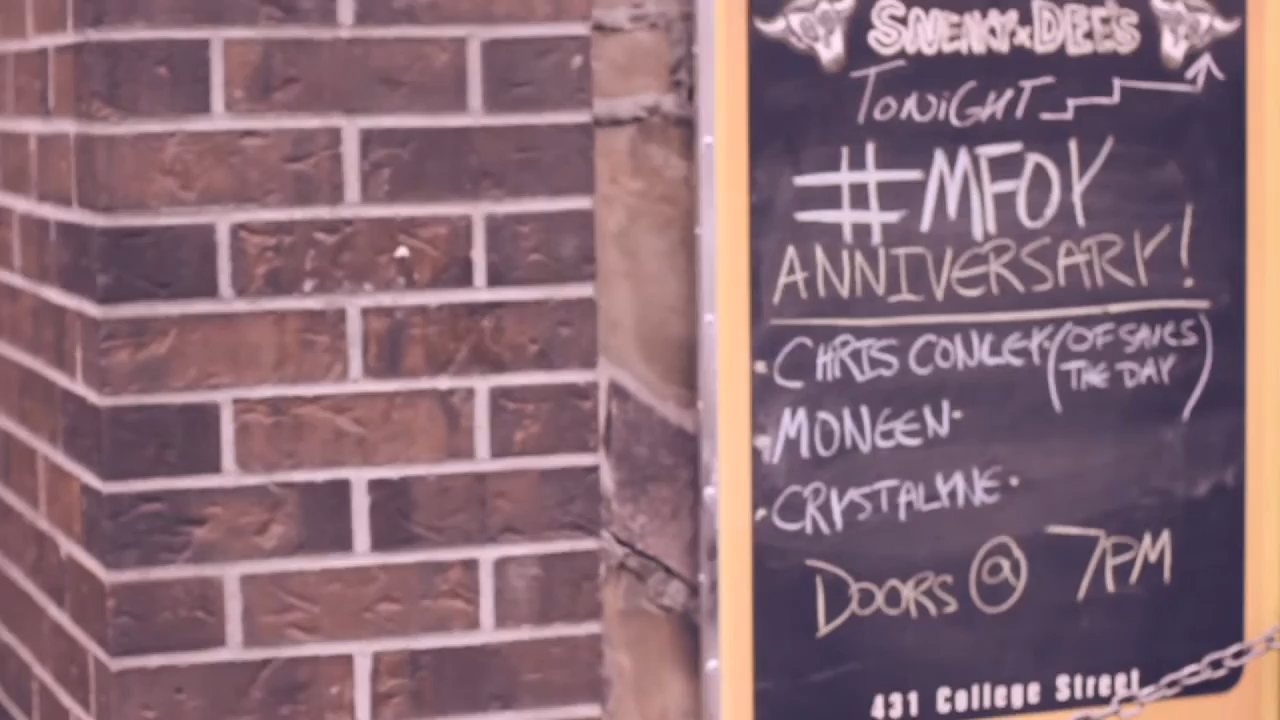 SNEAKY DEE'S
TONiGHT
#MFOY
ANNIVERSARY!
• CHRIS CONLEY • (OF SAVES
THE DAY)
• MONEEN •
• CRYSTALYNE •
DOORS @ 7PM
431 College Street